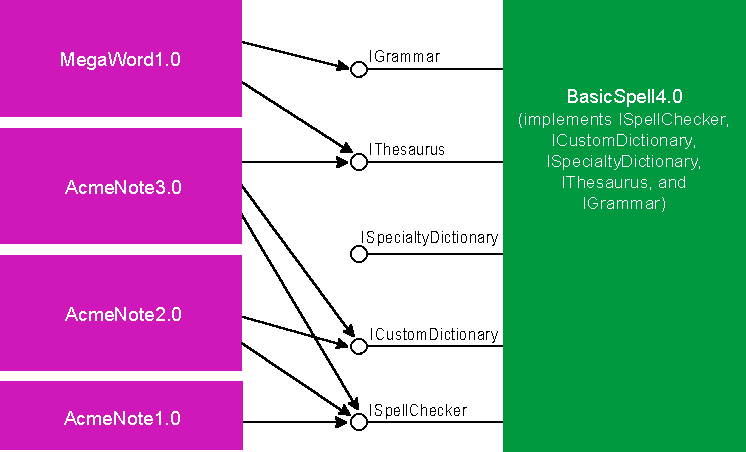 MegaWord1.0
AcmeNote3.0
AcmeNote2.0
AcmeNote1.0
IGrammar
IThesaurus
ISpecialtyDictionary
ICustomDictionary
ISpellChecker
BasicSpell4.0
(implements ISpellChecker,
ICustomDictionary,
ISpecialtyDictionary,
IThesaurus, and
IGrammar)